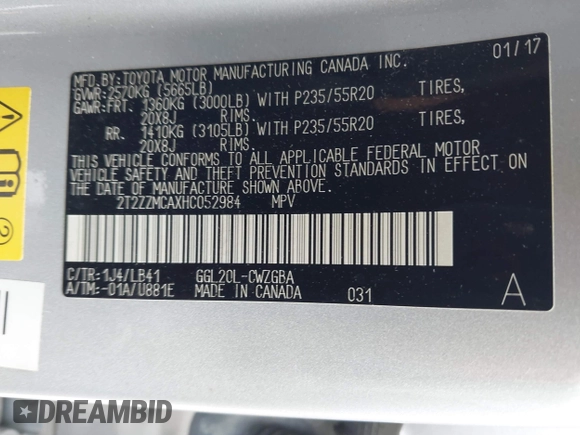 MFD.BY:TOYOTA MOTOR MANUFACTURING CANADA INC. 01/17
GVWR:2520KG (5665LB)
GAWR:FRT. 1360KG (3000LB) WITH P235/55R20 TIRES,
20X8J RIMS.
RR. 1410KG (3105LB) WITH P235/55R20 TIRES,
20X8J RIMS.
THIS VEHICLE CONFORMS TO ALL APPLICABLE FEDERAL MOTOR
VEHICLE SAFETY AND THEFT PREVENTION STANDARDS IN EFFECT ON
THE DATE OF MANUFACTURE SHOWN ABOVE.
2T2ZZMCAXHC052984 MPV
C/TR:1J4/LB41 GGL20L-CWZGBA
A/TM:-01A/U881E MADE IN CANADA 031 A
2
DREAMBID